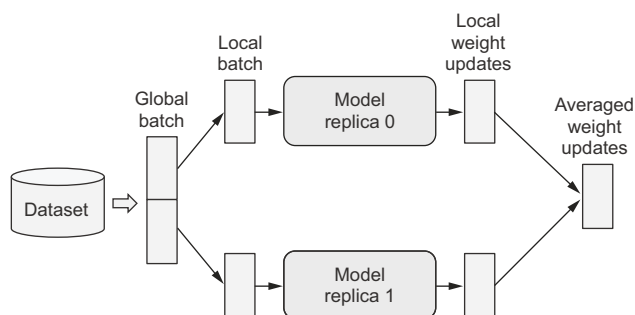 Local
batch
Local
weight
updates
Global
batch
Model
replica 0
Averaged
weight
updates
Dataset
Model
replica 1